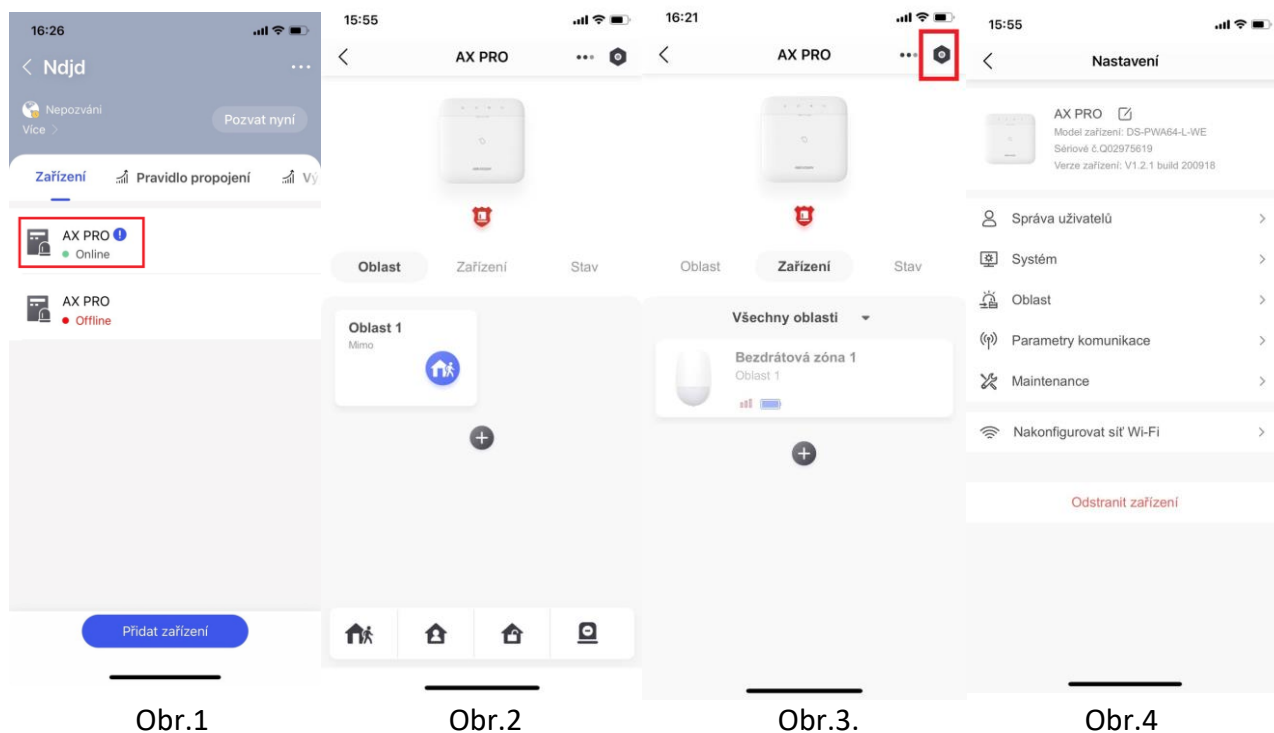 16:26
Ndjd
Nepozváni
Více >
Pozvat nyní
Zařízení
Pravidlo propojení
Vý
AX PRO
Online
AX PRO
Offline
Přidat zařízení
Obr.1
15:55
AX PRO
Oblast
Zařízení
Stav
Oblast 1
Mimo
Obr.2
16:21
AX PRO
Oblast
Zařízení
Stav
Všechny oblasti
Bezdrátová zóna 1
Oblast 1
Obr.3.
15:55
Nastavení
AX PRO
Model zařízení: DS-PWA64-L-WE
Sériové č.Q02975619
Verze zařízení: V1.2.1 build 200918
Správa uživatelů
Systém
Oblast
Parametry komunikace
Maintenance
Nakonfigurovat síť Wi-Fi
Odstranit zařízení
Obr.4